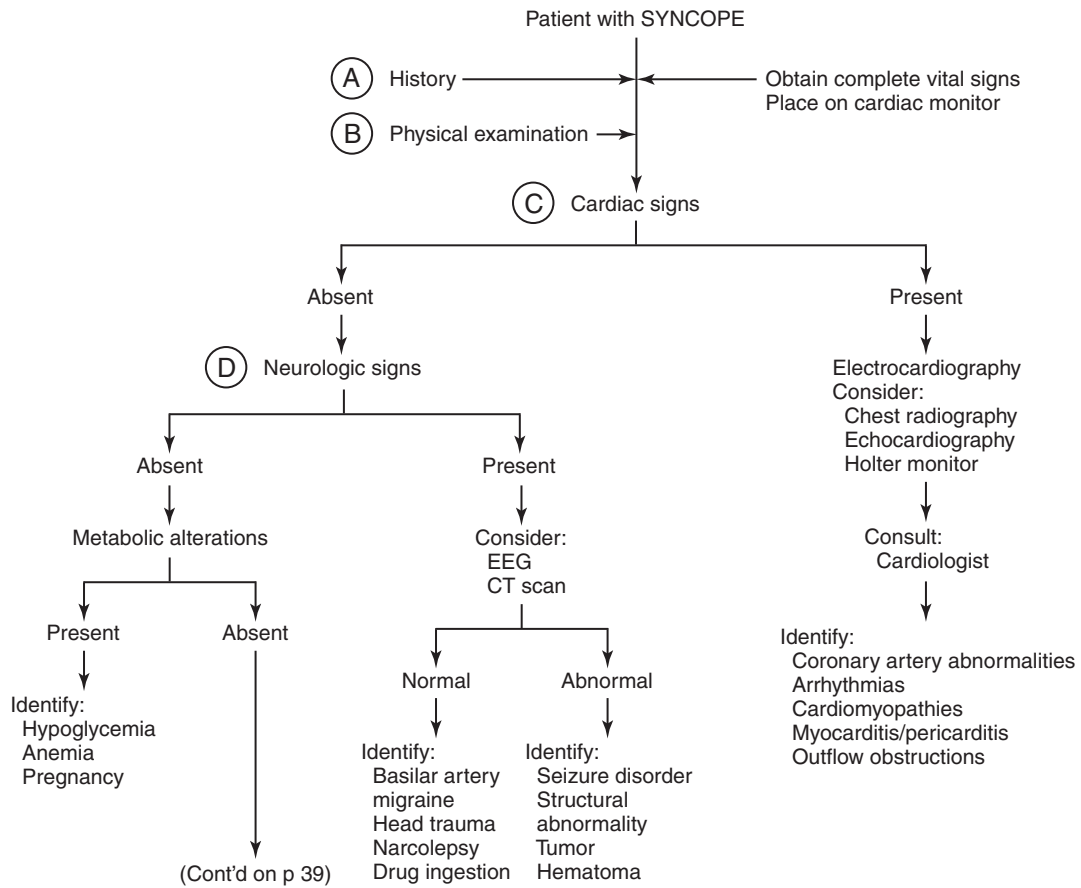 Patient with SYNCOPE
A History
Obtain complete vital signs
Place on cardiac monitor
B Physical examination
C Cardiac signs
Absent
Present
D Neurologic signs
Electrocardiography
Consider:
Chest radiography
Echocardiography
Holter monitor
Absent
Present
Metabolic alterations
Consider:
EEG
CT scan
Consult:
Cardiologist
Present
Absent
Identify:
Coronary artery abnormalities
Arrhythmias
Cardiomyopathies
Myocarditis/pericarditis
Outflow obstructions
Normal
Abnormal
Identify:
Hypoglycemia
Anemia
Pregnancy
Identify:
Basilar artery
migraine
Head trauma
Narcolepsy
Drug ingestion
Identify:
Seizure disorder
Structural
abnormality
Tumor
Hematoma
(Cont'd on p 39)